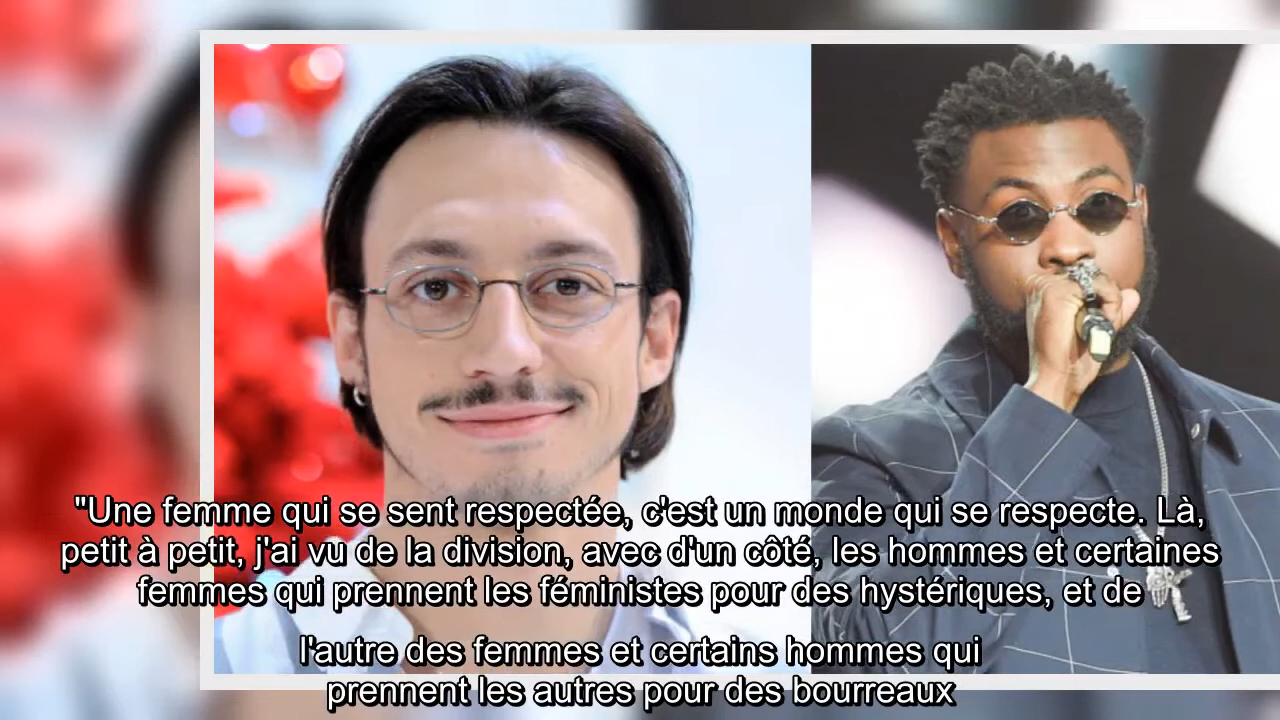 "Une femme qui se sent respectée, c'est un monde qui se respecte. Là,
petit à petit, j'ai vu de la division, avec d'un côté, les hommes et certaines
femmes qui prennent les féministes pour des hystériques, et de
l'autre des femmes et certains hommes qui
prennent les autres pour des bourreaux